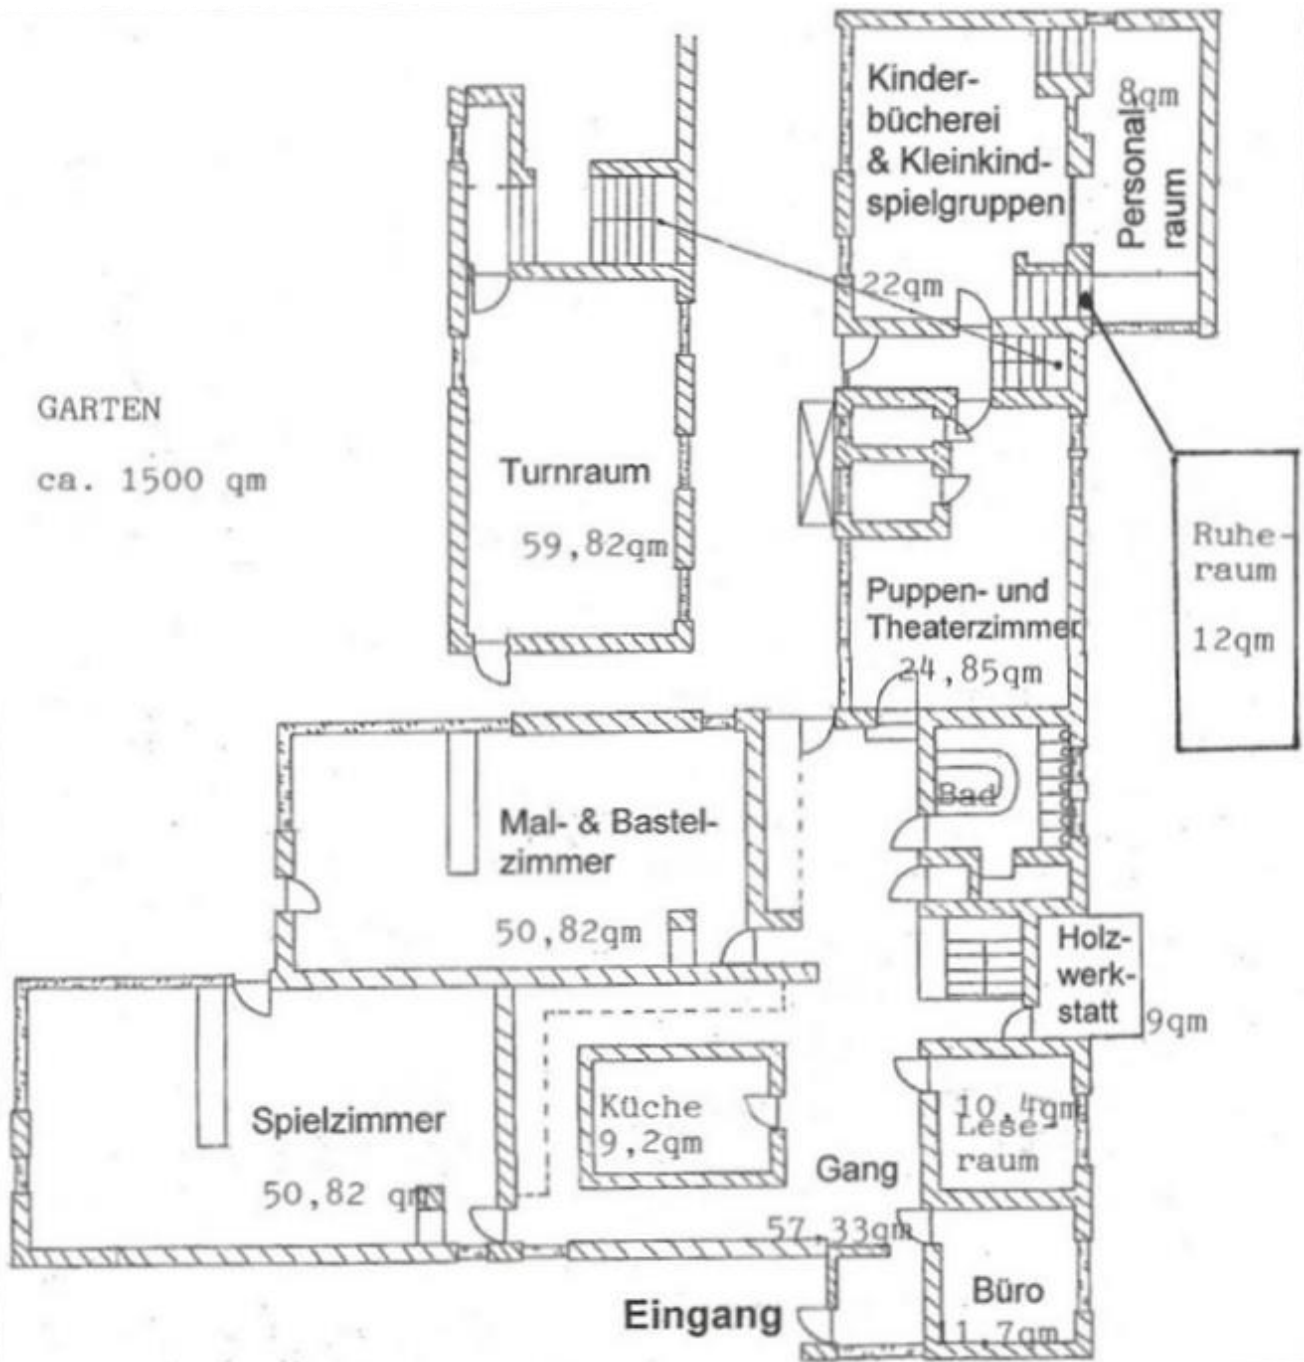 Kinder-
bücherei
& Kleinkind-
spielgruppen
22qm
8qm
Personal-
raum
GARTEN
ca. 1500 qm
Turnraum
59,82qm
Ruhe-
raum
12qm
Puppen- und
Theaterzimmer
24,85qm
Mal- & Bastel-
zimmer
50,82qm
Bad
Holz-
werk-
statt
9qm
Spielzimmer
50,82 qm
Küche
9,2qm
10,4qm
Lese-
raum
Gang
57,33qm
Eingang
Büro
11,7qm